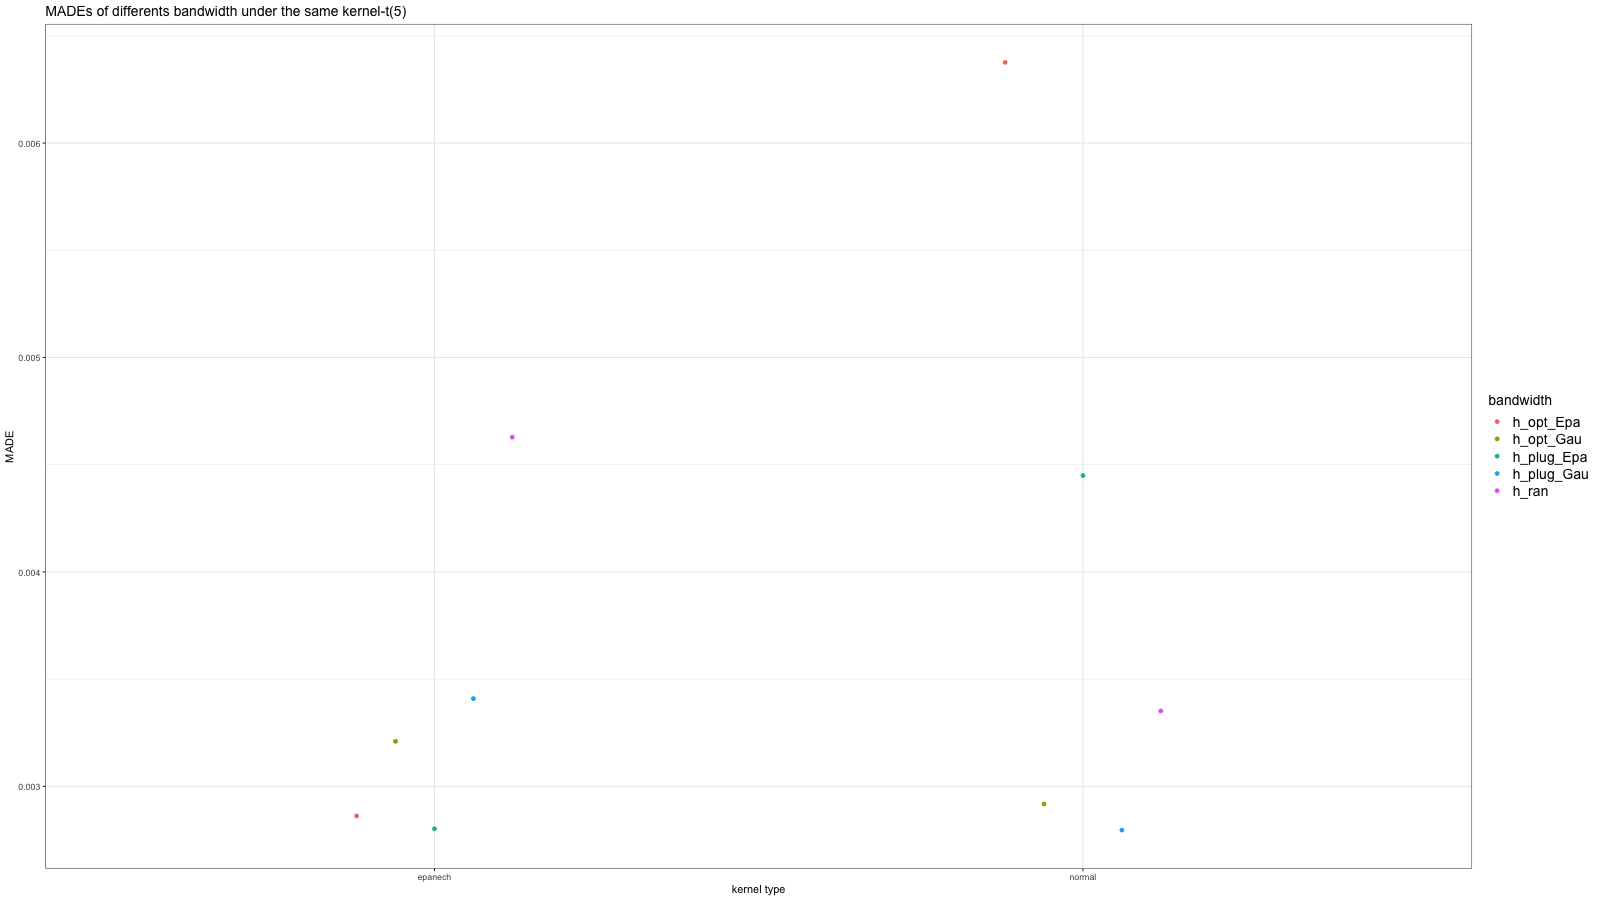 MADEs of differents bandwidth under the same kernel-t(5)
0.006
0.005
0.004
0.003
MADE
epanech
normal
kernel type
bandwidth
h_opt_Epa
h_opt_Gau
h_plug_Epa
h_plug_Gau
h_ran